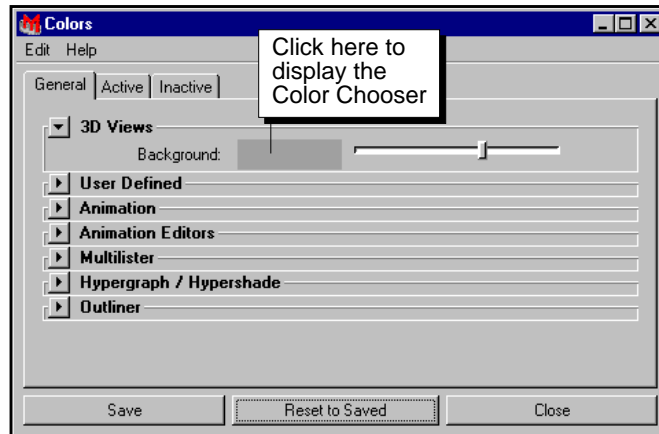 Colors
Edit Help
Click here to
display the
Color Chooser
General Active Inactive
3D Views
Background:
User Defined
Animation
Animation Editors
Multilister
Hypergraph / Hypershade
Outliner
Save Reset to Saved Close